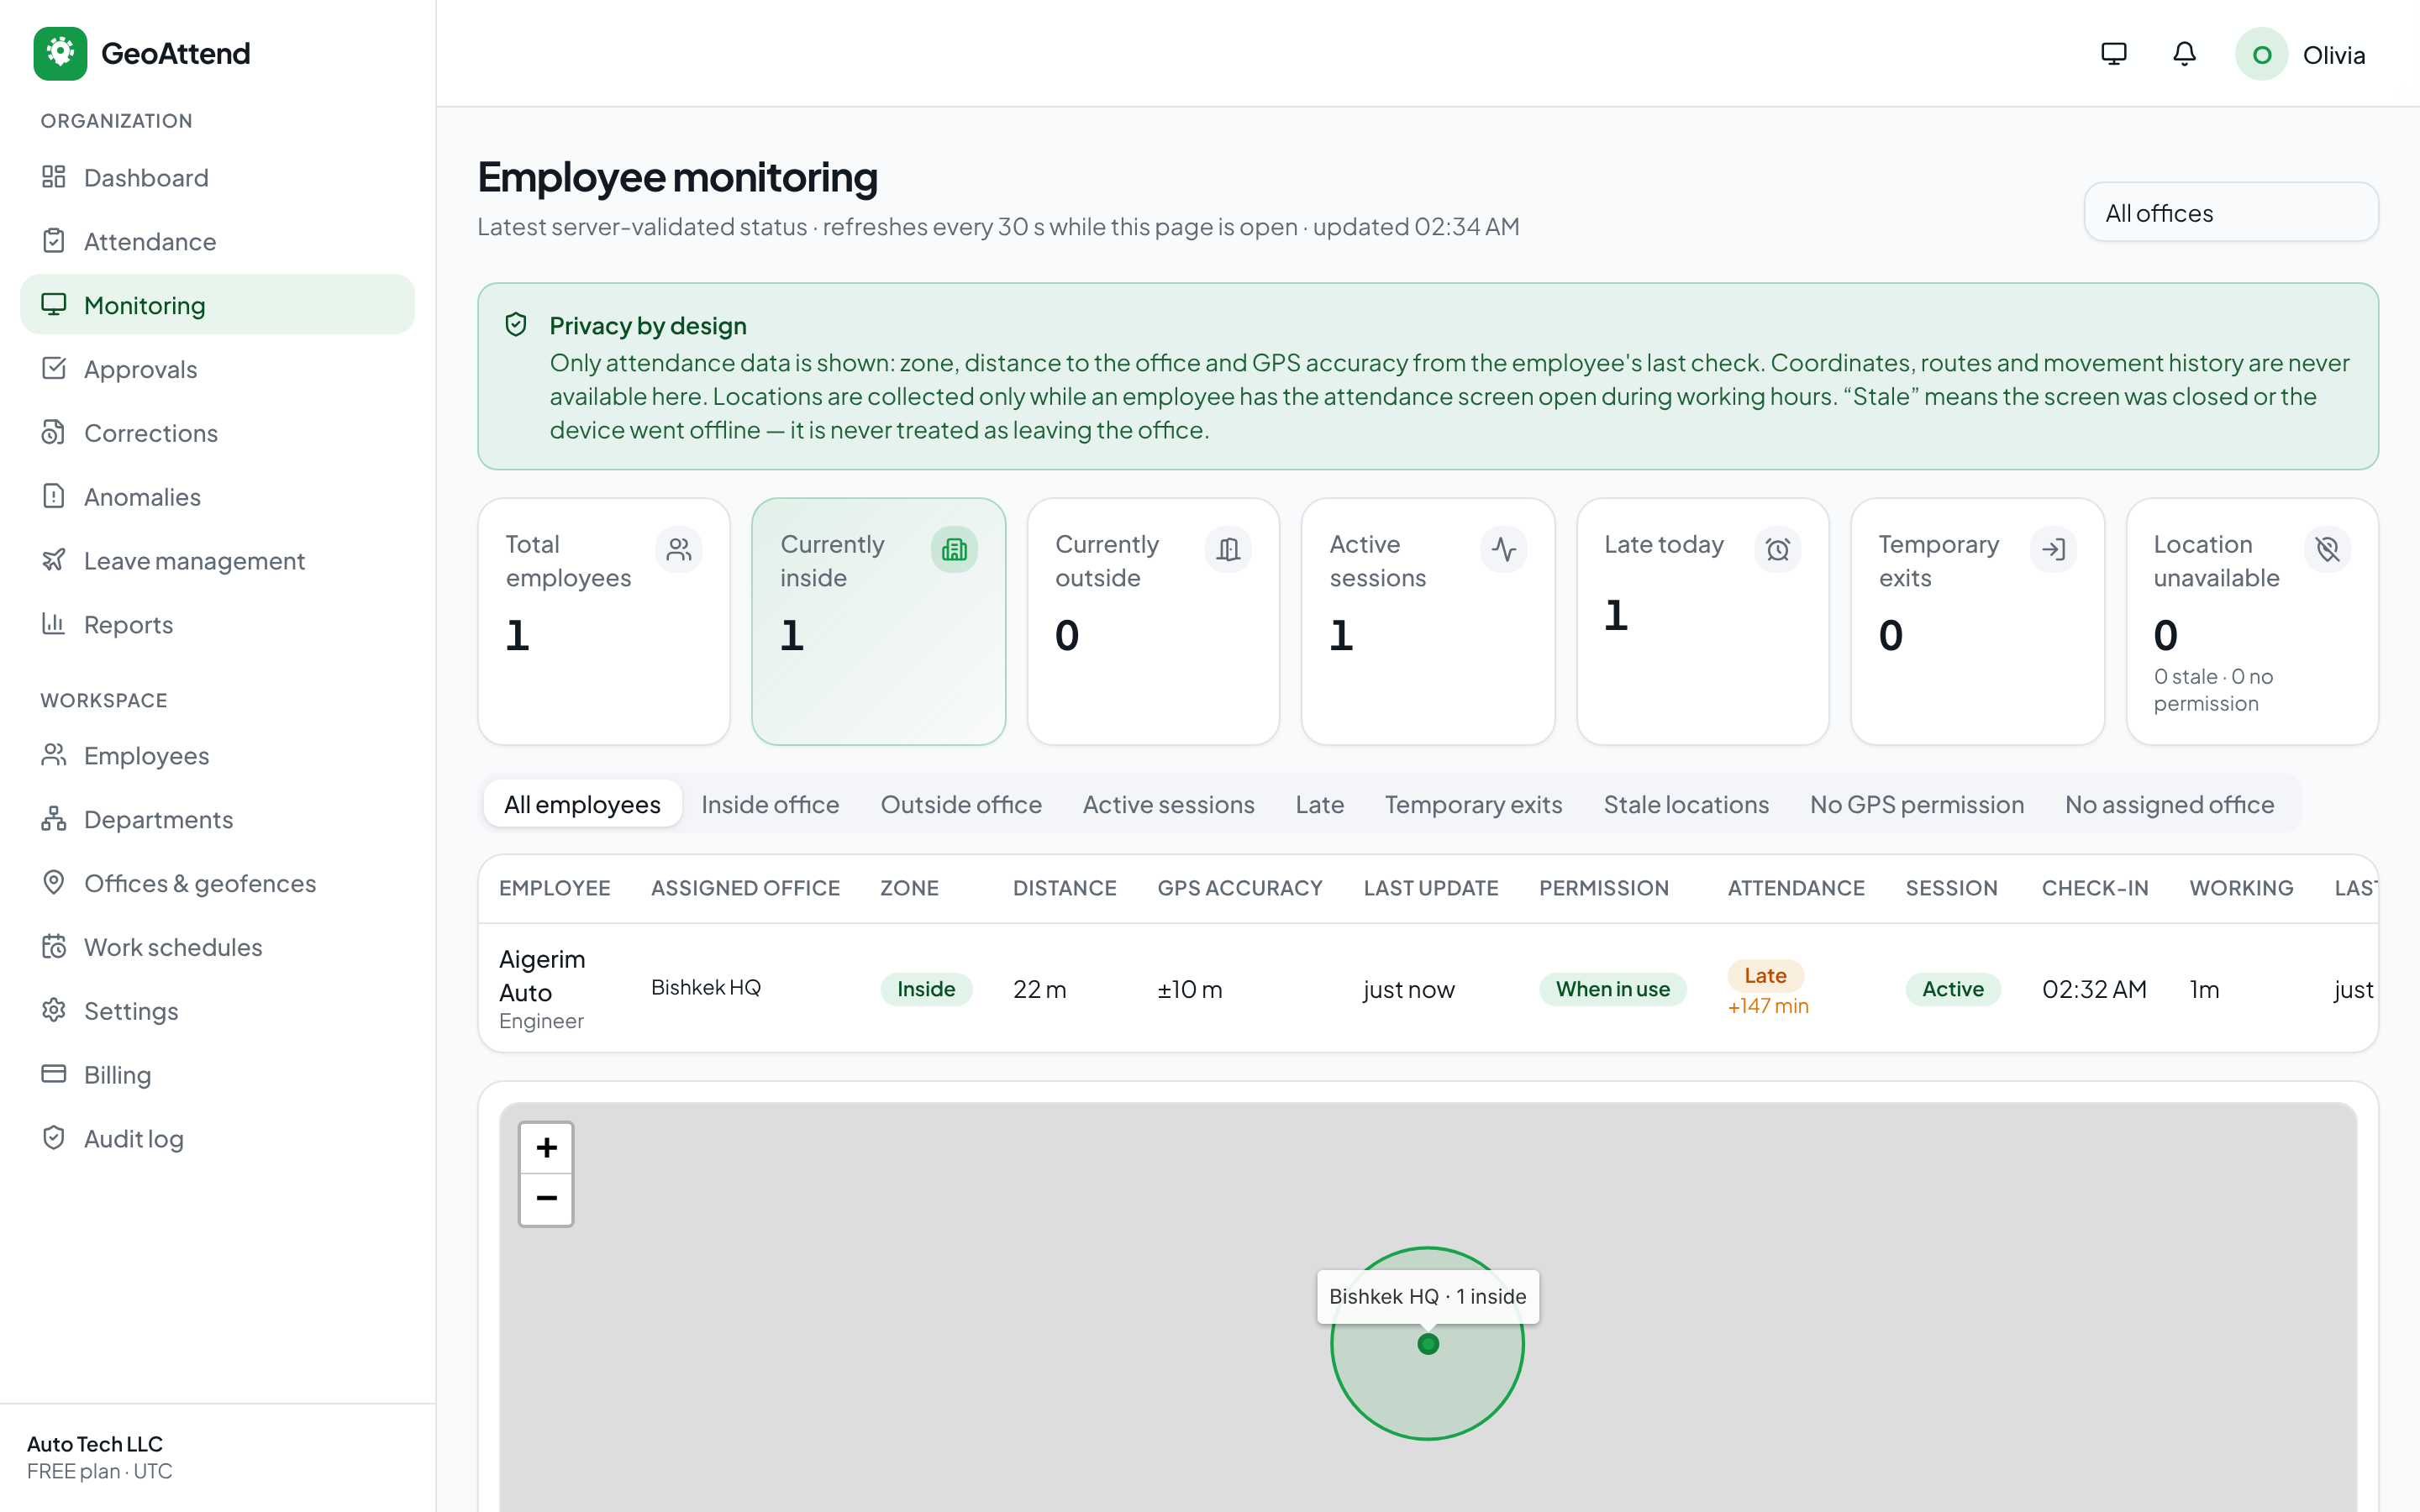 GeoAttend
ORGANIZATION
Dashboard
Attendance
Monitoring
Approvals
Corrections
Anomalies
Leave management
Reports
WORKSPACE
Employees
Departments
Offices & geofences
Work schedules
Settings
Billing
Audit log
Auto Tech LLC
FREE plan · UTC
O Olivia
Employee monitoring
Latest server-validated status · refreshes every 30 s while this page is open · updated 02:34 AM
All offices
Privacy by design
Only attendance data is shown: zone, distance to the office and GPS accuracy from the employee's last check. Coordinates, routes and movement history are never
available here. Locations are collected only while an employee has the attendance screen open during working hours. “Stale” means the screen was closed or the
device went offline — it is never treated as leaving the office.
Total
employees
1
Currently
inside
1
Currently
outside
0
Active
sessions
1
Late today
1
Temporary
exits
0
Location
unavailable
0
0 stale · 0 no
permission
All employees Inside office Outside office Active sessions Late Temporary exits Stale locations No GPS permission No assigned office
EMPLOYEE ASSIGNED OFFICE ZONE DISTANCE GPS ACCURACY LAST UPDATE PERMISSION ATTENDANCE SESSION CHECK-IN WORKING LAST
Aigerim
Auto
Engineer
Bishkek HQ Inside 22 m ±10 m just now When in use
Late
+147 min
Active 02:32 AM 1m just
+
−
Bishkek HQ · 1 inside